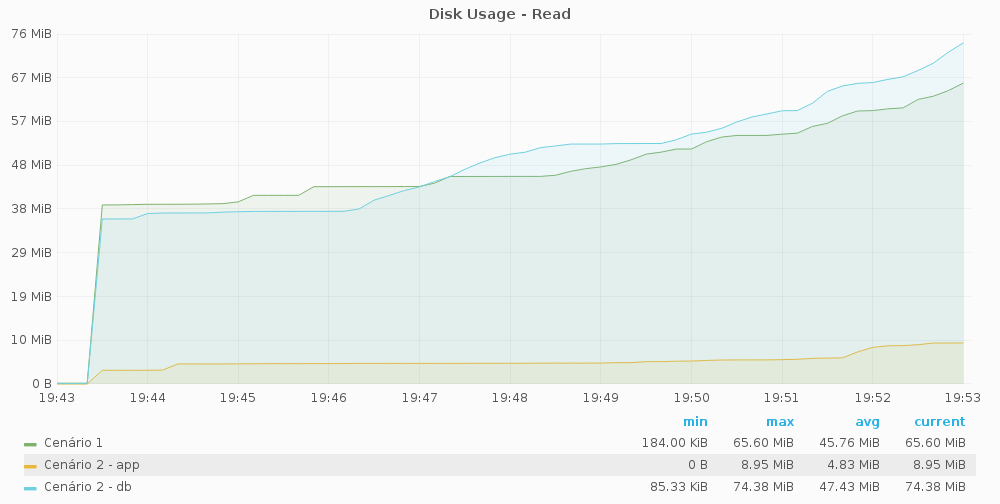 Disk Usage - Read
76 MiB
67 MiB
57 MiB
48 MiB
38 MiB
29 MiB
19 MiB
10 MiB
0 B
19:43 19:44 19:45 19:46 19:47 19:48 19:49 19:50 19:51 19:52 19:53
min max avg current
Cenário 1 184.00 KiB 65.60 MiB 45.76 MiB 65.60 MiB
Cenário 2 - app 0 B 8.95 MiB 4.83 MiB 8.95 MiB
Cenário 2 - db 85.33 KiB 74.38 MiB 47.43 MiB 74.38 MiB